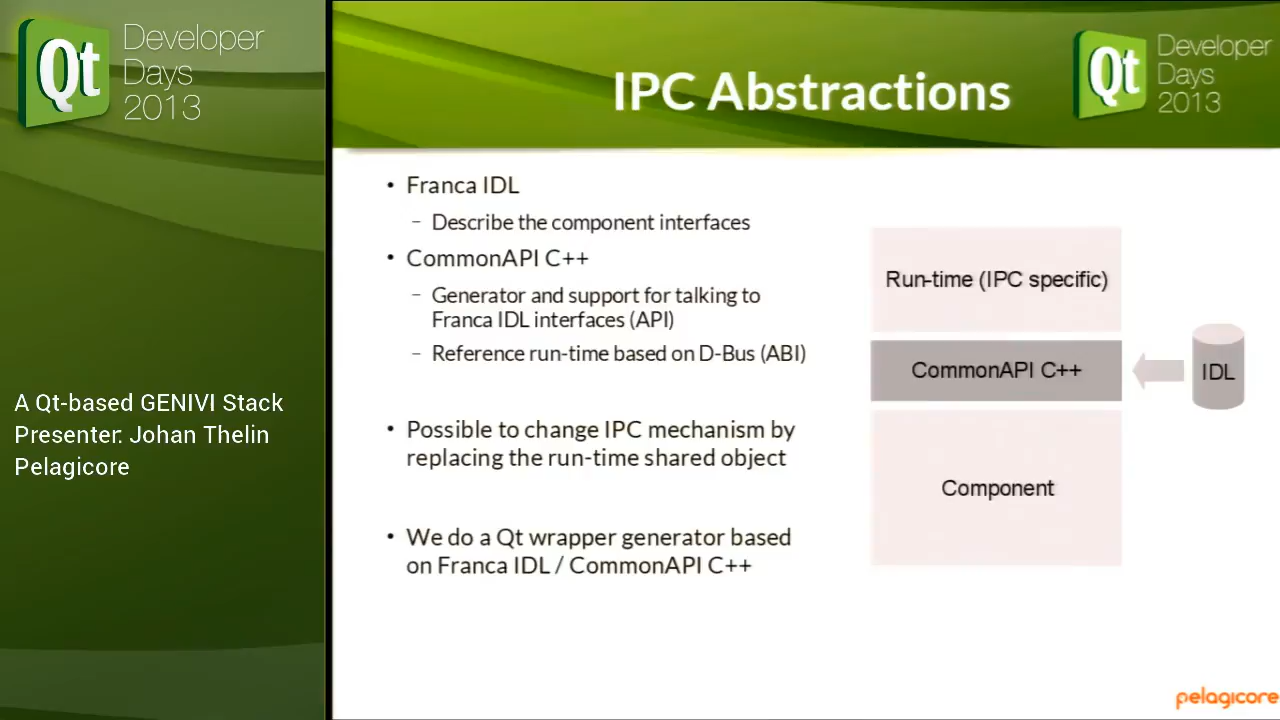 Qt Developer
Days
2013
A Qt-based GENIVI Stack
Presenter: Johan Thelin
Pelagicore
IPC Abstractions
Qt Developer
Days
2013
• Franca IDL
– Describe the component interfaces
• CommonAPI C++
– Generator and support for talking to
Franca IDL interfaces (API)
– Reference run-time based on D-Bus (ABI)
• Possible to change IPC mechanism by
replacing the run-time shared object
• We do a Qt wrapper generator based
on Franca IDL / CommonAPI C++
Run-time (IPC specific)
CommonAPI C++
IDL
Component
pelagicore